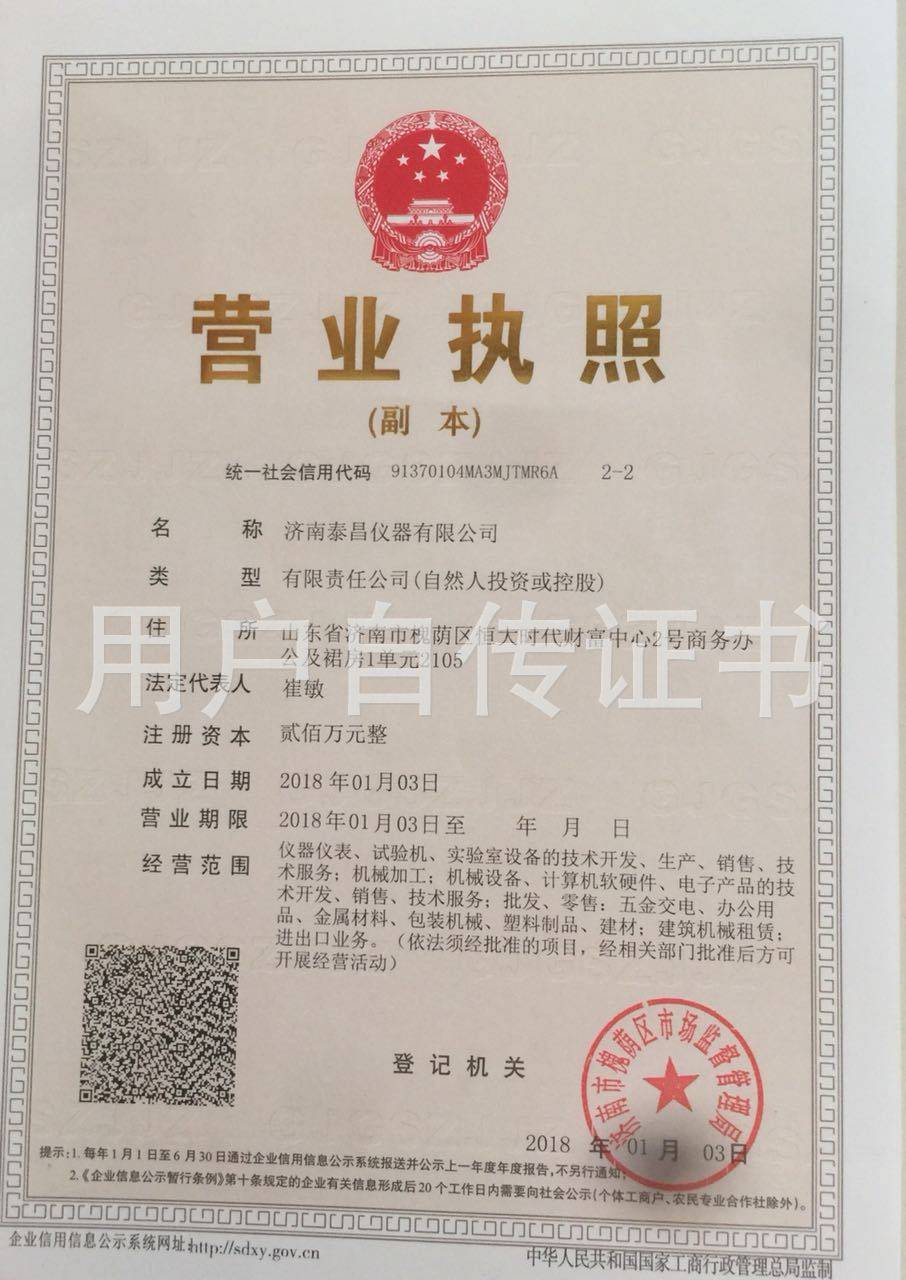 营业执照
(副 本)
统一社会信用代码 91370104MA3MJTMR6A 2-2
名 称 济南泰昌仪器有限公司
类 型 有限责任公司(自然人投资或控股)
住 所 山东省济南市槐荫区恒大时代财富中心2号商务办
公及裙房1单元2105
用户自传证书
法定代表人 崔敏
注册资本 贰佰万元整
成立日期 2018年01月03日
营业期限 2018年01月03日至 年 月 日
经营范围 仪器仪表、试验机、实验室设备的技术开发、生产、销售、技
术服务；机械加工；机械设备、计算机软硬件、电子产品的技
术开发、销售、技术服务；批发、零售：五金交电、办公用
品、金属材料、包装机械、塑料制品、建材；建筑机械租赁；
进出口业务。（依法须经批准的项目，经相关部门批准后方可
开展经营活动）
济南市槐荫区市场监督管理局
登记机关
2018 年 01 月 03日
提示:1. 每年1月1日至6月30日通过企业信用信息公示系统报送并公示上一年度年度报告,不另行通知;
2.《企业信息公示暂行条例》第十条规定的企业有关信息形成后20个工作日内需要向社会公示(个体工商户、农民专业合作社除外)。
企业信用信息公示系统网址:http://sdxy.gov.cn
中华人民共和国国家工商行政管理总局监制